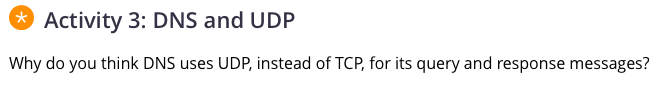 Activity 3: DNS and UDP
Why do you think DNS uses UDP, instead of TCP, for its query and response messages?